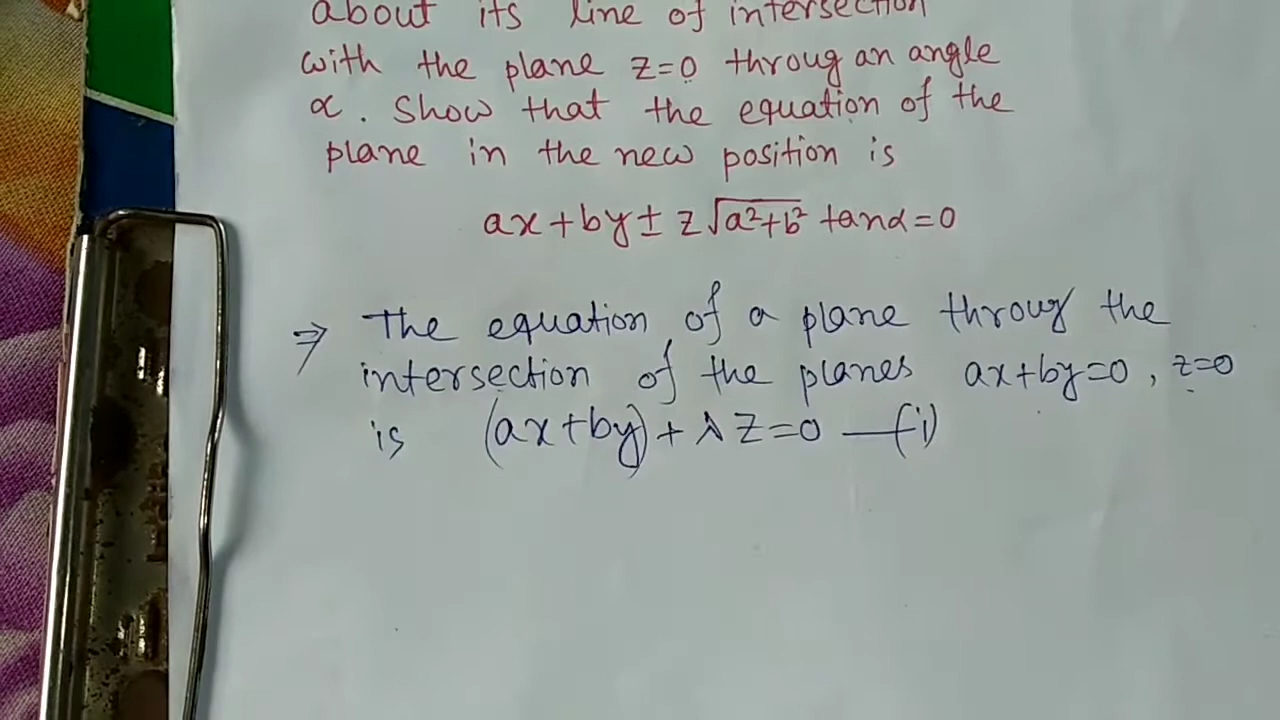 about its line of intersection
with the plane z=0 throug an angle
α. Show that the equation of the
plane in the new position is
ax+by± z√a²+b² tanα=0
⇒ The equation of a plane throug the
intersection of the planes ax+by=0, z=0
is (ax+by)+λz=0 —(i)